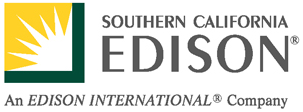 SOUTHERN CALIFORNIA
EDISON®
An EDISON INTERNATIONAL® Company